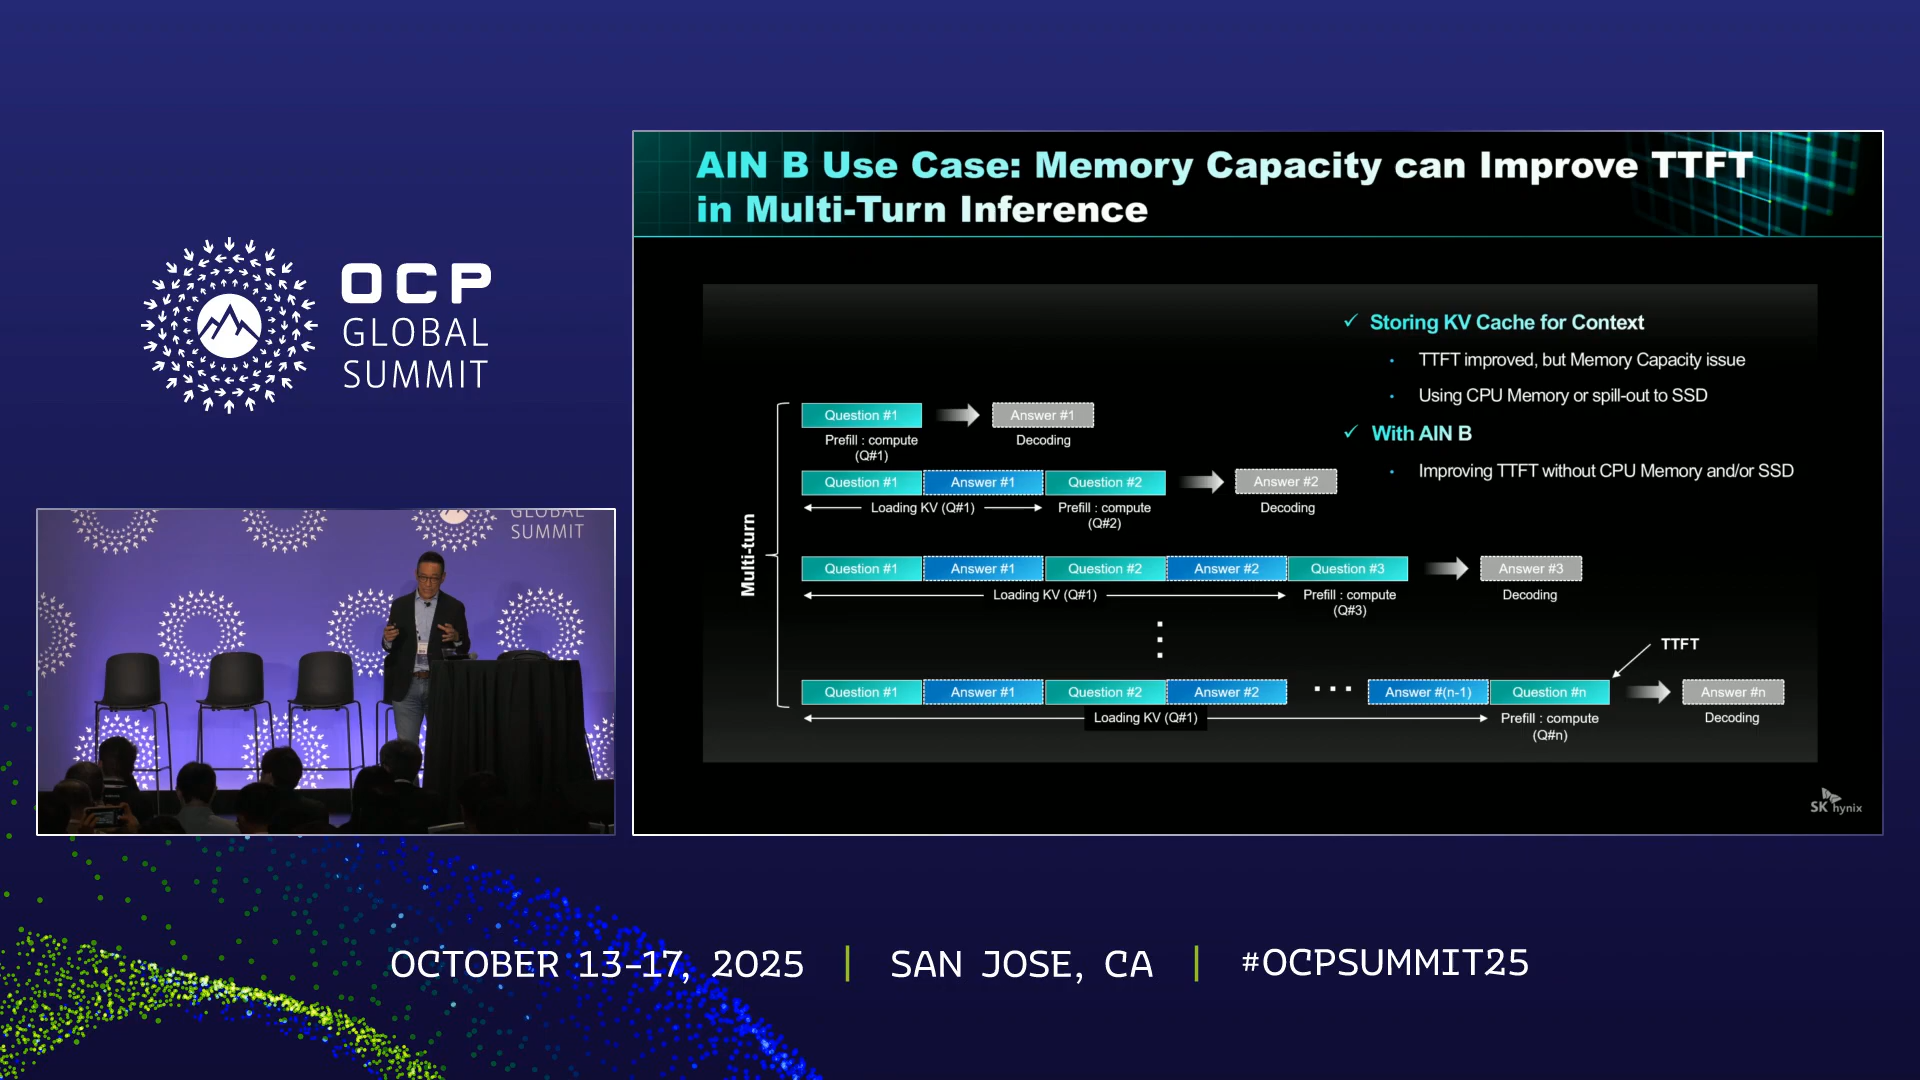 OCP
GLOBAL
SUMMIT
GLOBAL
SUMMIT
AIN B Use Case: Memory Capacity can Improve TTFT
in Multi-Turn Inference
✓ Storing KV Cache for Context
• TTFT improved, but Memory Capacity issue
• Using CPU Memory or spill-out to SSD
✓ With AIN B
• Improving TTFT without CPU Memory and/or SSD
Multi-turn
Question #1 Answer #1
Prefill : compute Decoding
(Q#1)
Question #1 Answer #1 Question #2 Answer #2
Loading KV (Q#1) Prefill : compute Decoding
(Q#2)
Question #1 Answer #1 Question #2 Answer #2 Question #3 Answer #3
Loading KV (Q#1) Prefill : compute Decoding
(Q#3)
TTFT
Question #1 Answer #1 Question #2 Answer #2 ... Answer #(n-1) Question #n Answer #n
Loading KV (Q#1) Prefill : compute Decoding
(Q#n)
SK hynix
OCTOBER 13-17, 2025 | SAN JOSE, CA | #OCPSUMMIT25